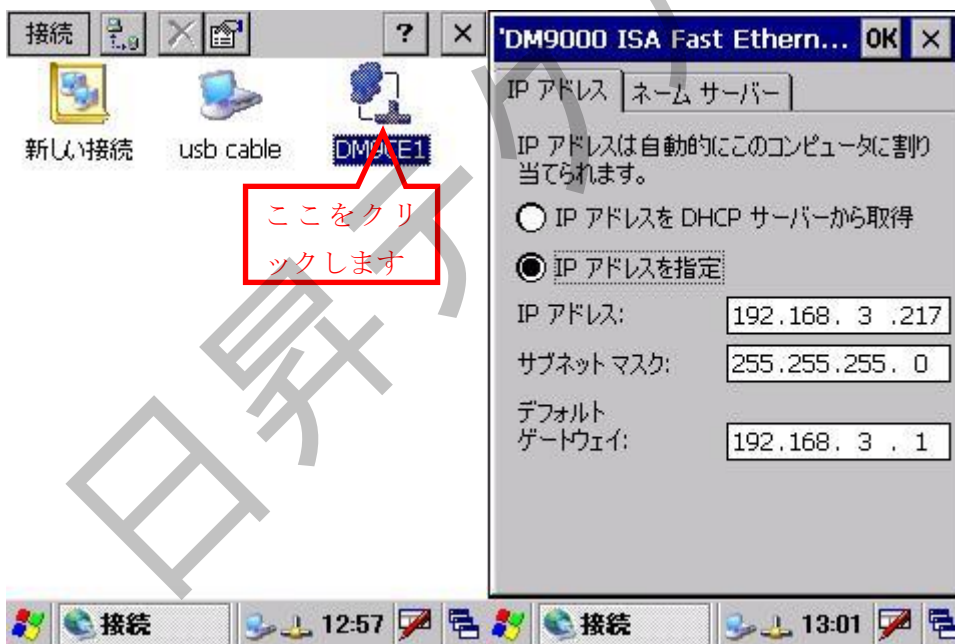 接続
?
×
新しい接続
usb cable
DM9CE1
ここをクリ
ックします
接続
12:57
'DM9000 ISA Fast Ethern...
OK
×
IP アドレス
ネーム サーバー
IP アドレスは自動的にこのコンピュータに割り
当てられます。
IP アドレスを DHCP サーバーから取得
IP アドレスを指定
IP アドレス:
192.168. 3 .217
サブネット マスク:
255.255.255. 0
デフォルト
ゲートウェイ:
192.168. 3 . 1
接続
13:01
日昇テク